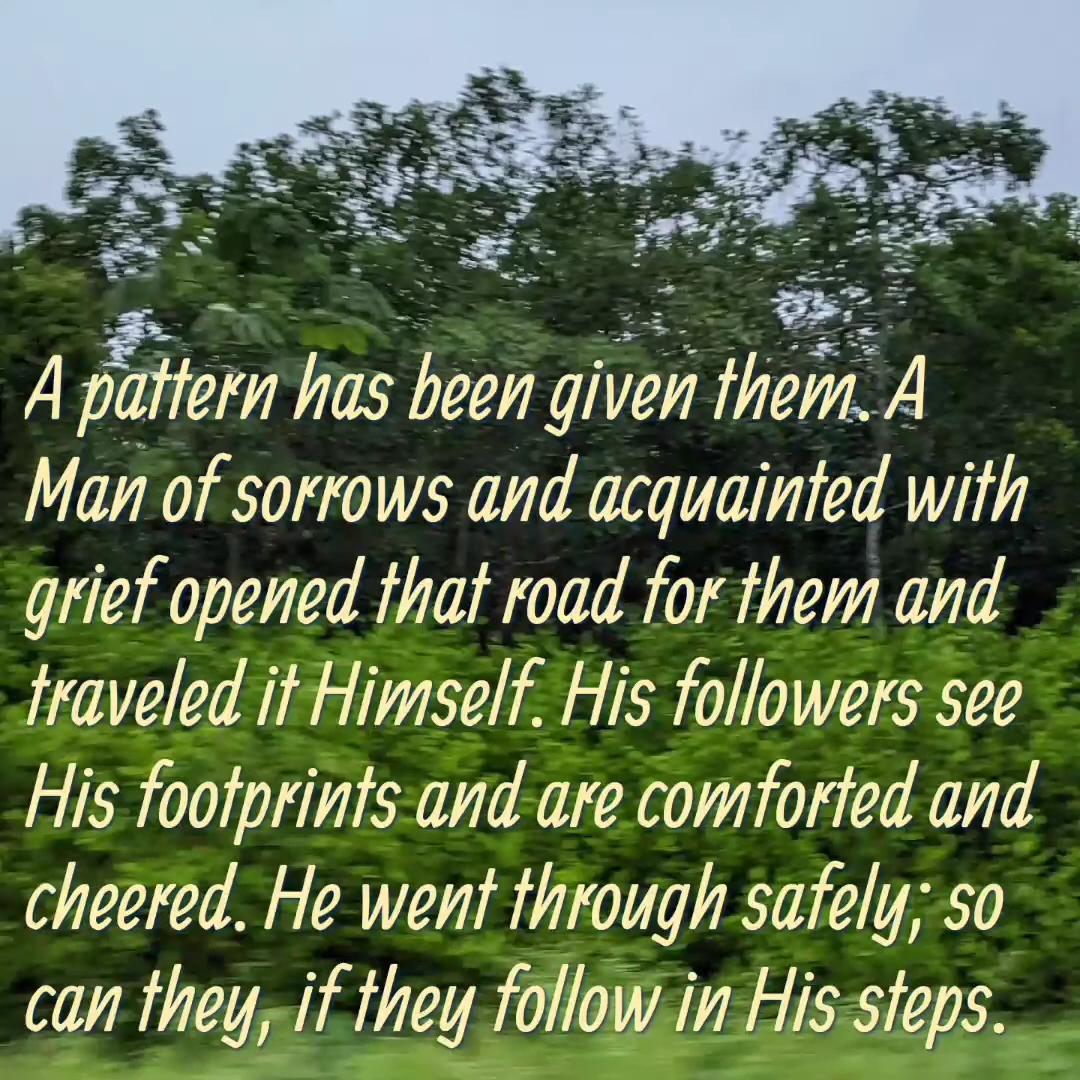 A pattern has been given them. A
Man of sorrows and acquainted with
grief opened that road for them and
traveled it Himself. His followers see
His footprints and are comforted and
cheered. He went through safely; so
can they, if they follow in His steps.